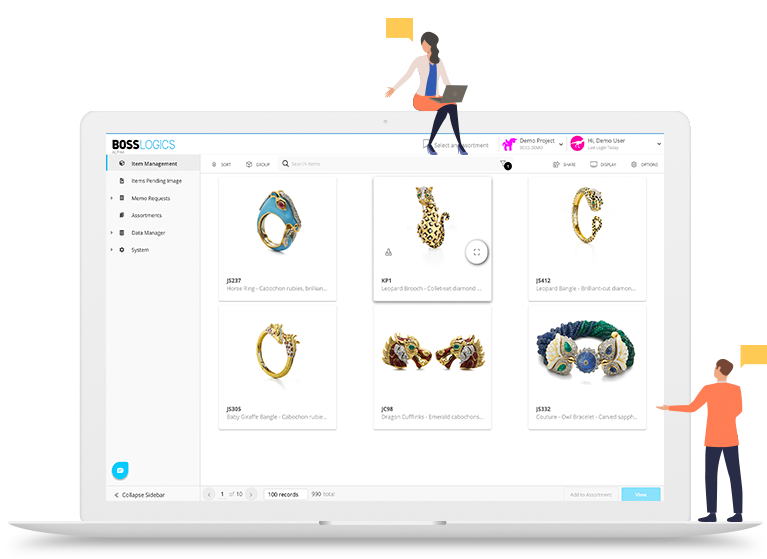 BOSSLOGICS
Select an assortment
Demo Project
BOSS DEMO
Hi, Demo User
Last Login Today
Item Management
SORT
GROUP
Search items
SHARE
DISPLAY
OPTIONS
Items Pending Image
Memo Requests
Assortments
Data Manager
System
JS237
Horse Ring - Cabochon rubies, brillian...
KP1
Leopard Brooch - Collet-set diamond ...
JS412
Leopard Bangle - Brilliant-cut diamon...
JS305
Baby Giraffe Bangle - Cabochon rubie...
JC98
Dragon Cufflinks - Emerald cabochons...
JS332
Couture - Owl Bracelet - Carved sapph...
Collapse Sidebar
1 of 10
100 records
990 total
Add to Assortment
View